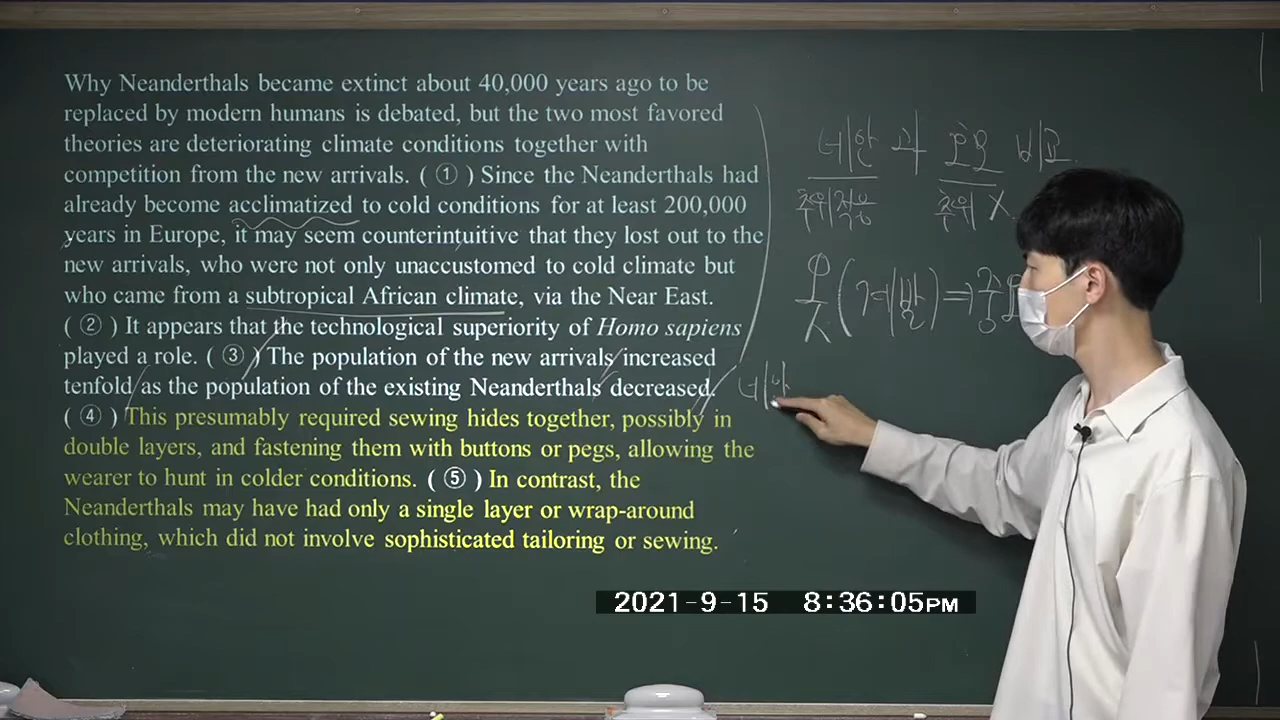 Why Neanderthals became extinct about 40,000 years ago to be
replaced by modern humans is debated, but the two most favored
theories are deteriorating climate conditions together with
competition from the new arrivals. ( ① ) Since the Neanderthals had
already become acclimatized to cold conditions for at least 200,000
years in Europe, it may seem counterintuitive that they lost out to the
new arrivals, who were not only unaccustomed to cold climate but
who came from a subtropical African climate, via the Near East.
( ② ) It appears that the technological superiority of Homo sapiens
played a role. ( ③ ) The population of the new arrivals increased
tenfold as the population of the existing Neanderthals decreased.
( ④ ) This presumably required sewing hides together, possibly in
double layers, and fastening them with buttons or pegs, allowing the
wearer to hunt in colder conditions. ( ⑤ ) In contrast, the
Neanderthals may have had only a single layer or wrap-around
clothing, which did not involve sophisticated tailoring or sewing.
네안 과 비교
추위적응 추위 X
옷 (개발) ⇒
2021-9-15 8:36:05PM